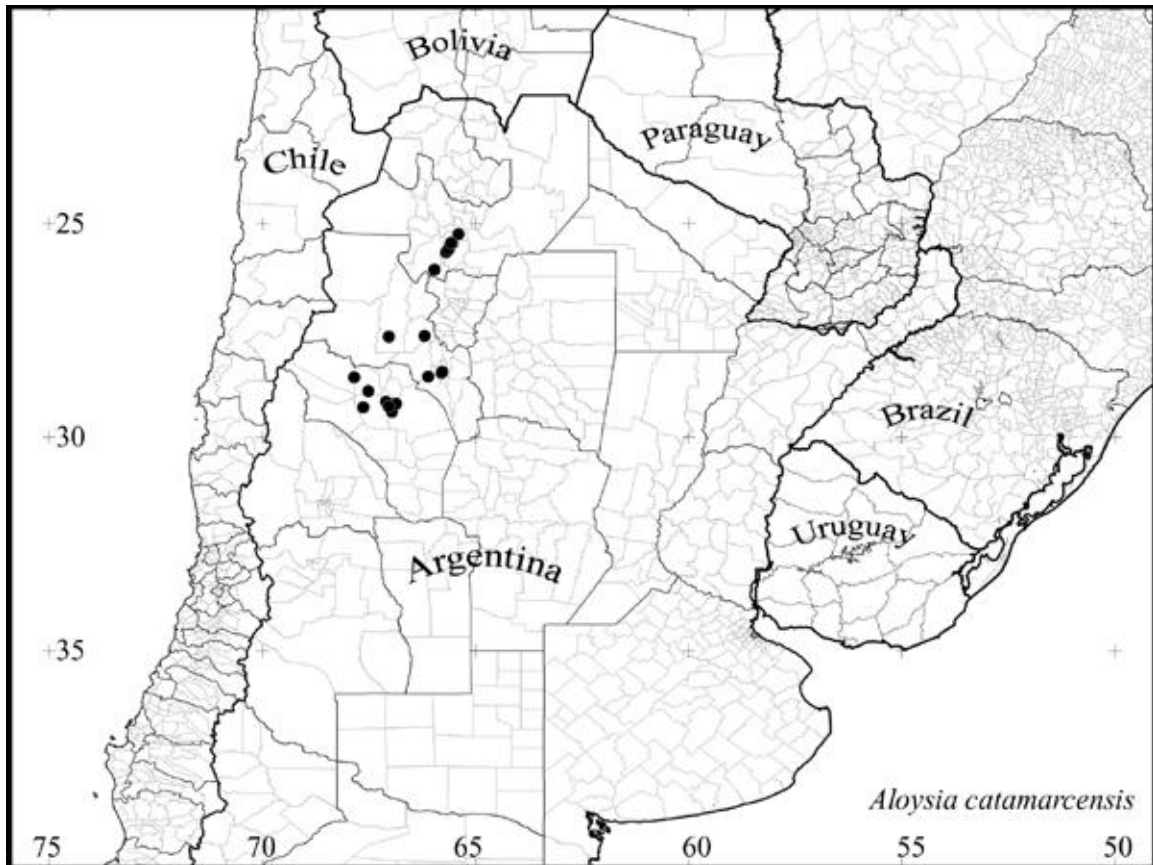 Bolivia
Paraguay
Chile
25
Brazil
30
Uruguay
Argentina
35
Aloysia catamarcensis
75 70 65 60 55 50